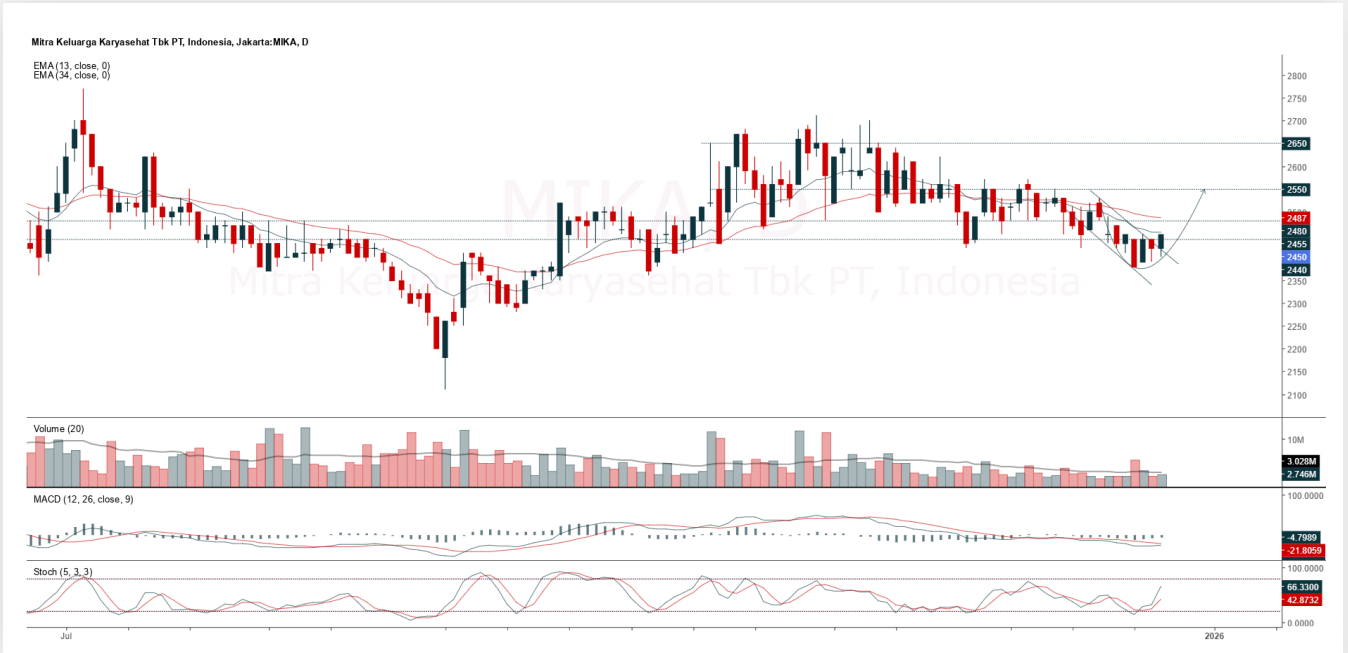 Mitra Keluarga Karyasehat Tbk PT, Indonesia, Jakarta:MIKA, D
EMA (13, close, 0)
EMA (34, close, 0)
MIKA, D
Mitra Keluarga Karyasehat Tbk PT, Indonesia
2800
2750
2700
2650
2600
2550
2487
2480
2455
2450
2440
2350
2300
2250
2200
2150
2100
Volume (20)
10M
3.028M
2.746M
MACD (12, 26, close, 9)
100.0000
-4.7989
-21.8059
Stoch (5, 3, 3)
100.0000
66.3300
42.8732
0.0000
Jul
2026